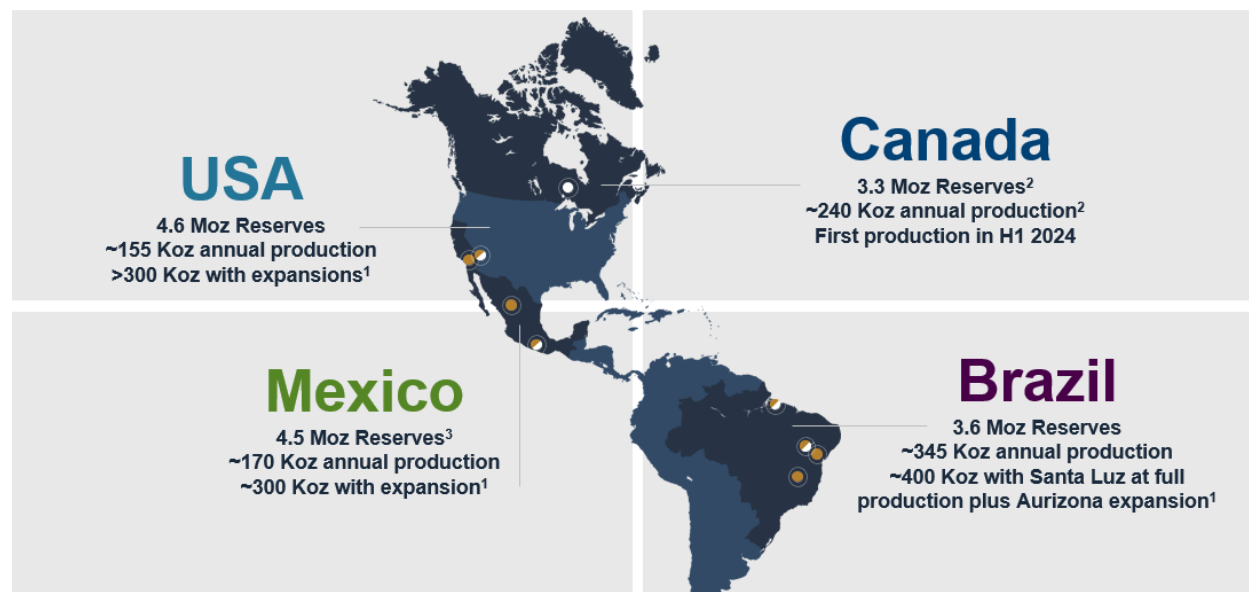 USA
4.6 Moz Reserves
~155 Koz annual production
>300 Koz with expansions¹
Canada
3.3 Moz Reserves²
~240 Koz annual production²
First production in H1 2024
Mexico
4.5 Moz Reserves³
~170 Koz annual production
~300 Koz with expansion¹
Brazil
3.6 Moz Reserves
~345 Koz annual production
~400 Koz with Santa Luz at full
production plus Aurizona expansion¹